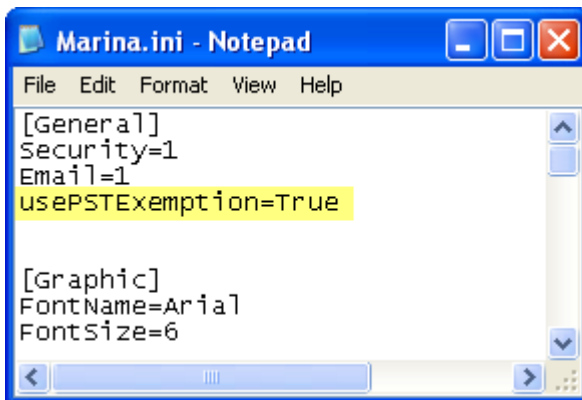 Marina.ini - Notepad
File Edit Format View Help
[General]
Security=1
Email=1
usePSTExemption=True
[Graphic]
FontName=Arial
FontSize=6